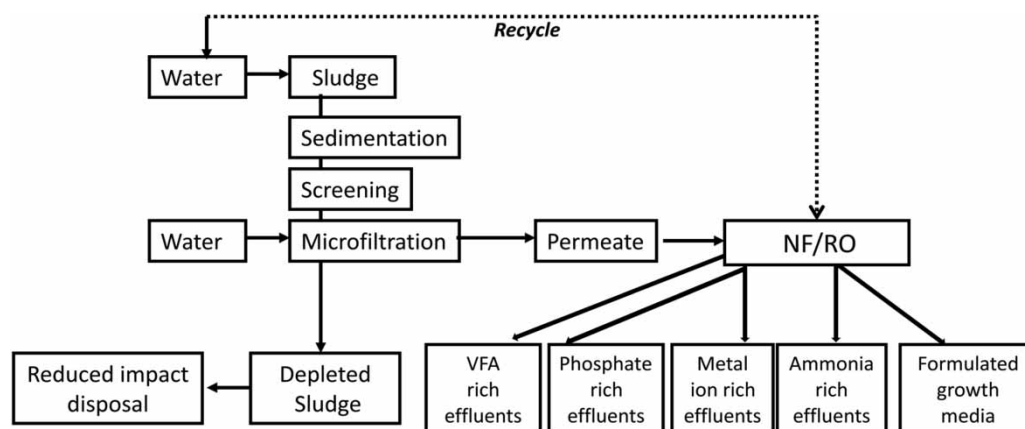 Recycle
Water
Sludge
Sedimentation
Screening
Water
Microfiltration
Permeate
NF/RO
Reduced impact
disposal
Depleted
Sludge
VFA
rich
effluents
Phosphate
rich
effluents
Metal
ion rich
effluents
Ammonia
rich
effluents
Formulated
growth
media